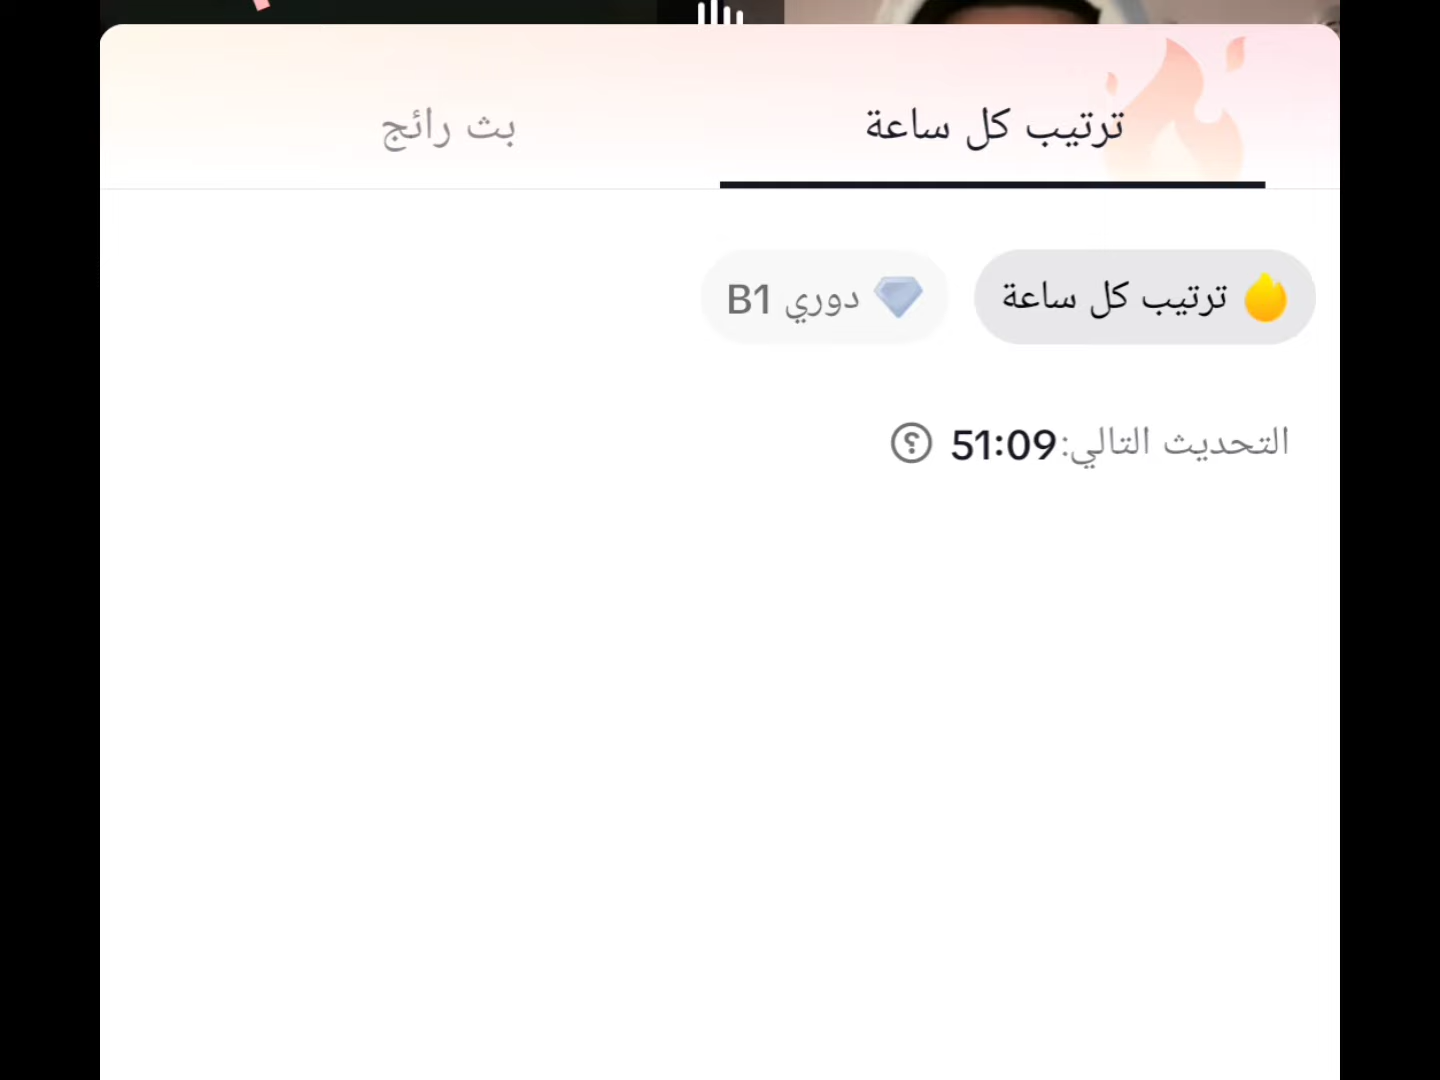 ترتيب كل ساعة
بث رائج
ترتيب كل ساعة
دوري B1
التحديث التالي: 51:09